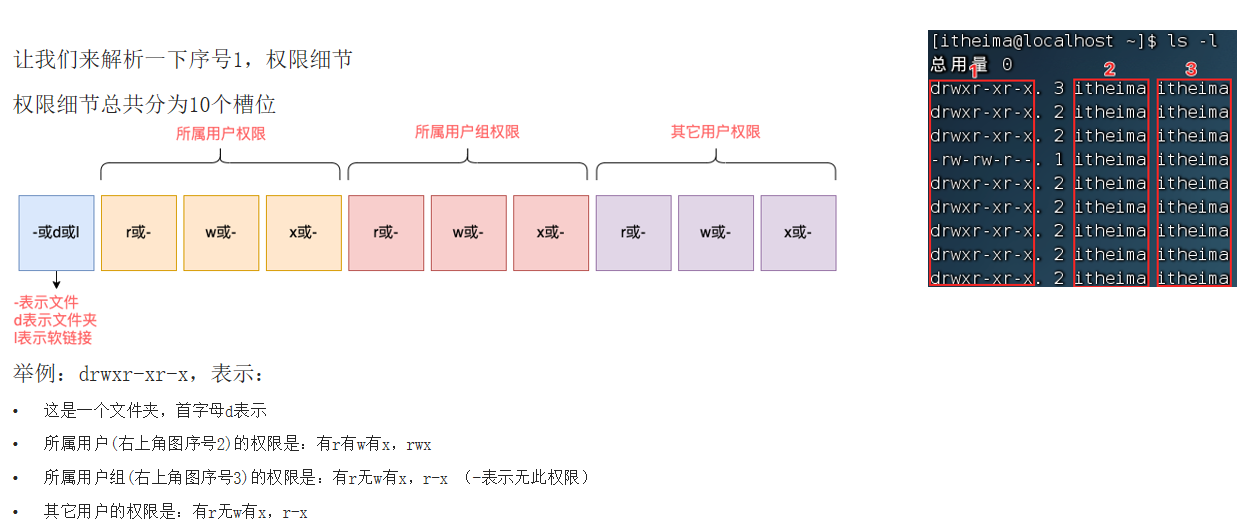 让我们来解析一下序号1，权限细节
权限细节总共分为10个槽位
所属用户权限
所属用户组权限
其它用户权限
-或d或l
r或-
w或-
x或-
r或-
w或-
x或-
r或-
w或-
x或-
-表示文件
d表示文件夹
l表示软链接
举例：drwxr-xr-x，表示：
• 这是一个文件夹，首字母d表示
• 所属用户(右上角图序号2)的权限是：有r有w有x，rwx
• 所属用户组(右上角图序号3)的权限是：有r无w有x，r-x （-表示无此权限）
• 其它用户的权限是：有r无w有x，r-x
[itheima@localhost ~]$ ls -l
总用量 0
1
2
3
drwxr-xr-x. 3 itheima itheima
drwxr-xr-x. 2 itheima itheima
drwxr-xr-x. 2 itheima itheima
-rw-rw-r--. 1 itheima itheima
drwxr-xr-x. 2 itheima itheima
drwxr-xr-x. 2 itheima itheima
drwxr-xr-x. 2 itheima itheima
drwxr-xr-x. 2 itheima itheima
drwxr-xr-x. 2 itheima itheima